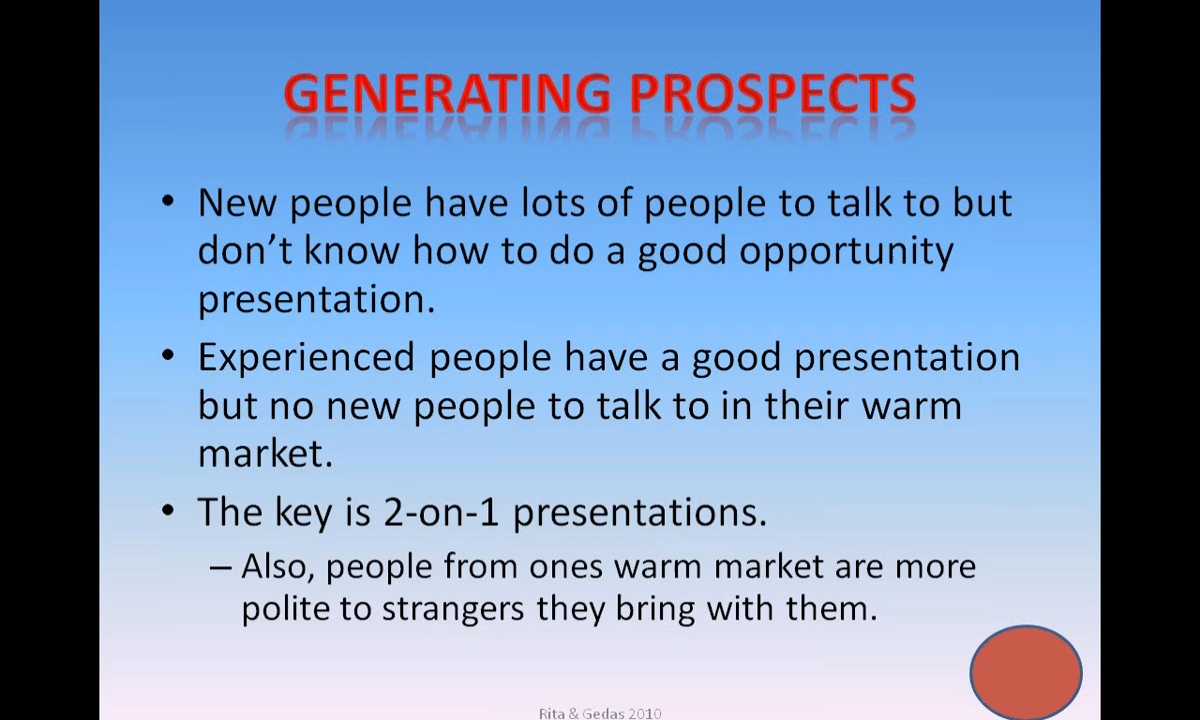 GENERATING PROSPECTS
• New people have lots of people to talk to but
don’t know how to do a good opportunity
presentation.
• Experienced people have a good presentation
but no new people to talk to in their warm
market.
• The key is 2-on-1 presentations.
– Also, people from ones warm market are more
polite to strangers they bring with them.
Rita & Gedas 2010